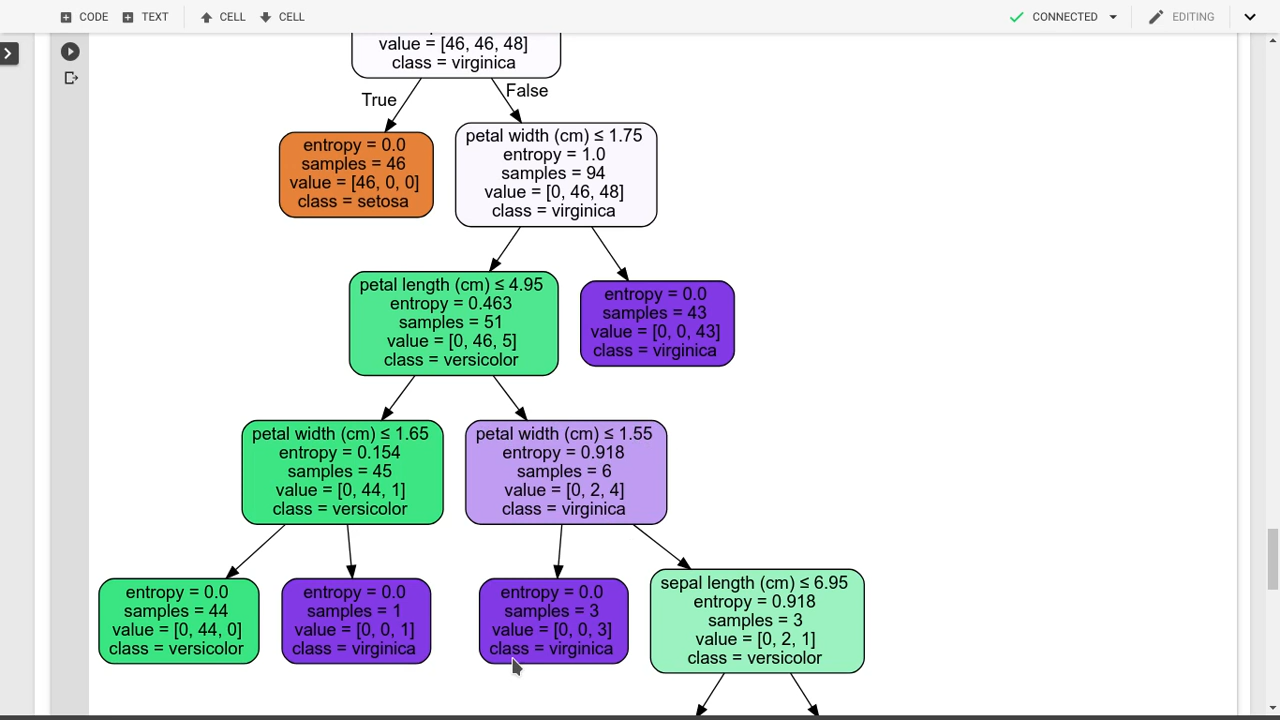 CODE TEXT CELL CELL CONNECTED EDITING
value = [46, 46, 48]
class = virginica
True
False
entropy = 0.0
samples = 46
value = [46, 0, 0]
class = setosa
petal width (cm) ≤ 1.75
entropy = 1.0
samples = 94
value = [0, 46, 48]
class = virginica
petal length (cm) ≤ 4.95
entropy = 0.463
samples = 51
value = [0, 46, 5]
class = versicolor
entropy = 0.0
samples = 43
value = [0, 0, 43]
class = virginica
petal width (cm) ≤ 1.65
entropy = 0.154
samples = 45
value = [0, 44, 1]
class = versicolor
petal width (cm) ≤ 1.55
entropy = 0.918
samples = 6
value = [0, 2, 4]
class = virginica
entropy = 0.0
samples = 44
value = [0, 44, 0]
class = versicolor
entropy = 0.0
samples = 1
value = [0, 0, 1]
class = virginica
entropy = 0.0
samples = 3
value = [0, 0, 3]
class = virginica
sepal length (cm) ≤ 6.95
entropy = 0.918
samples = 3
value = [0, 2, 1]
class = versicolor